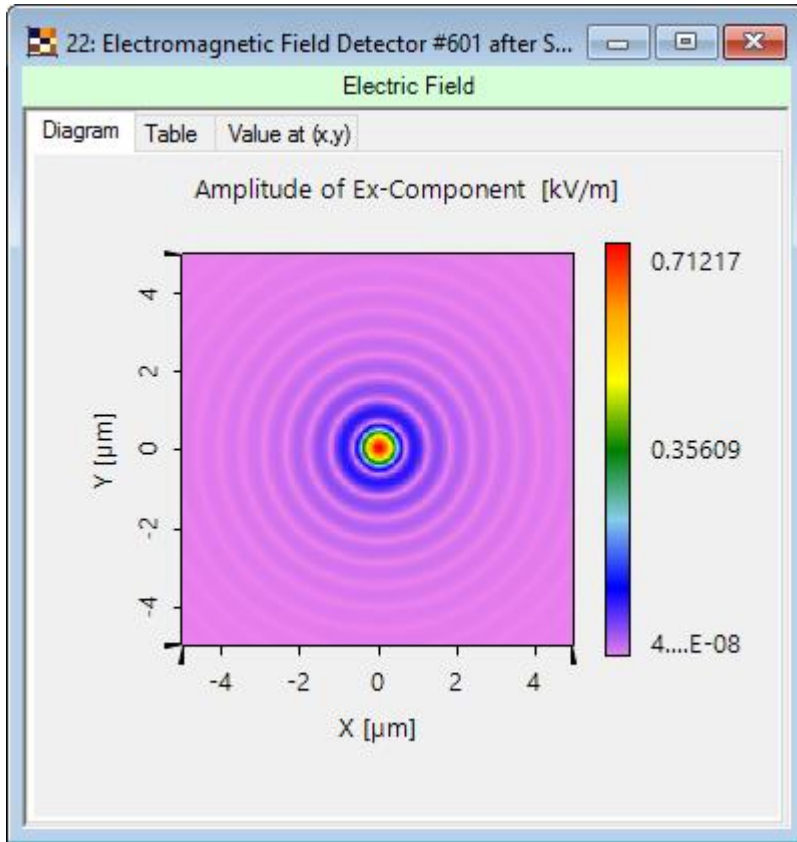 22: Electromagnetic Field Detector #601 after S...
Electric Field
Diagram Table Value at (x,y)
Amplitude of Ex-Component [kV/m]
0.71217
0.35609
4....E-08
4
2
0
-2
-4
Y [µm]
-4 -2 0 2 4
X [µm]